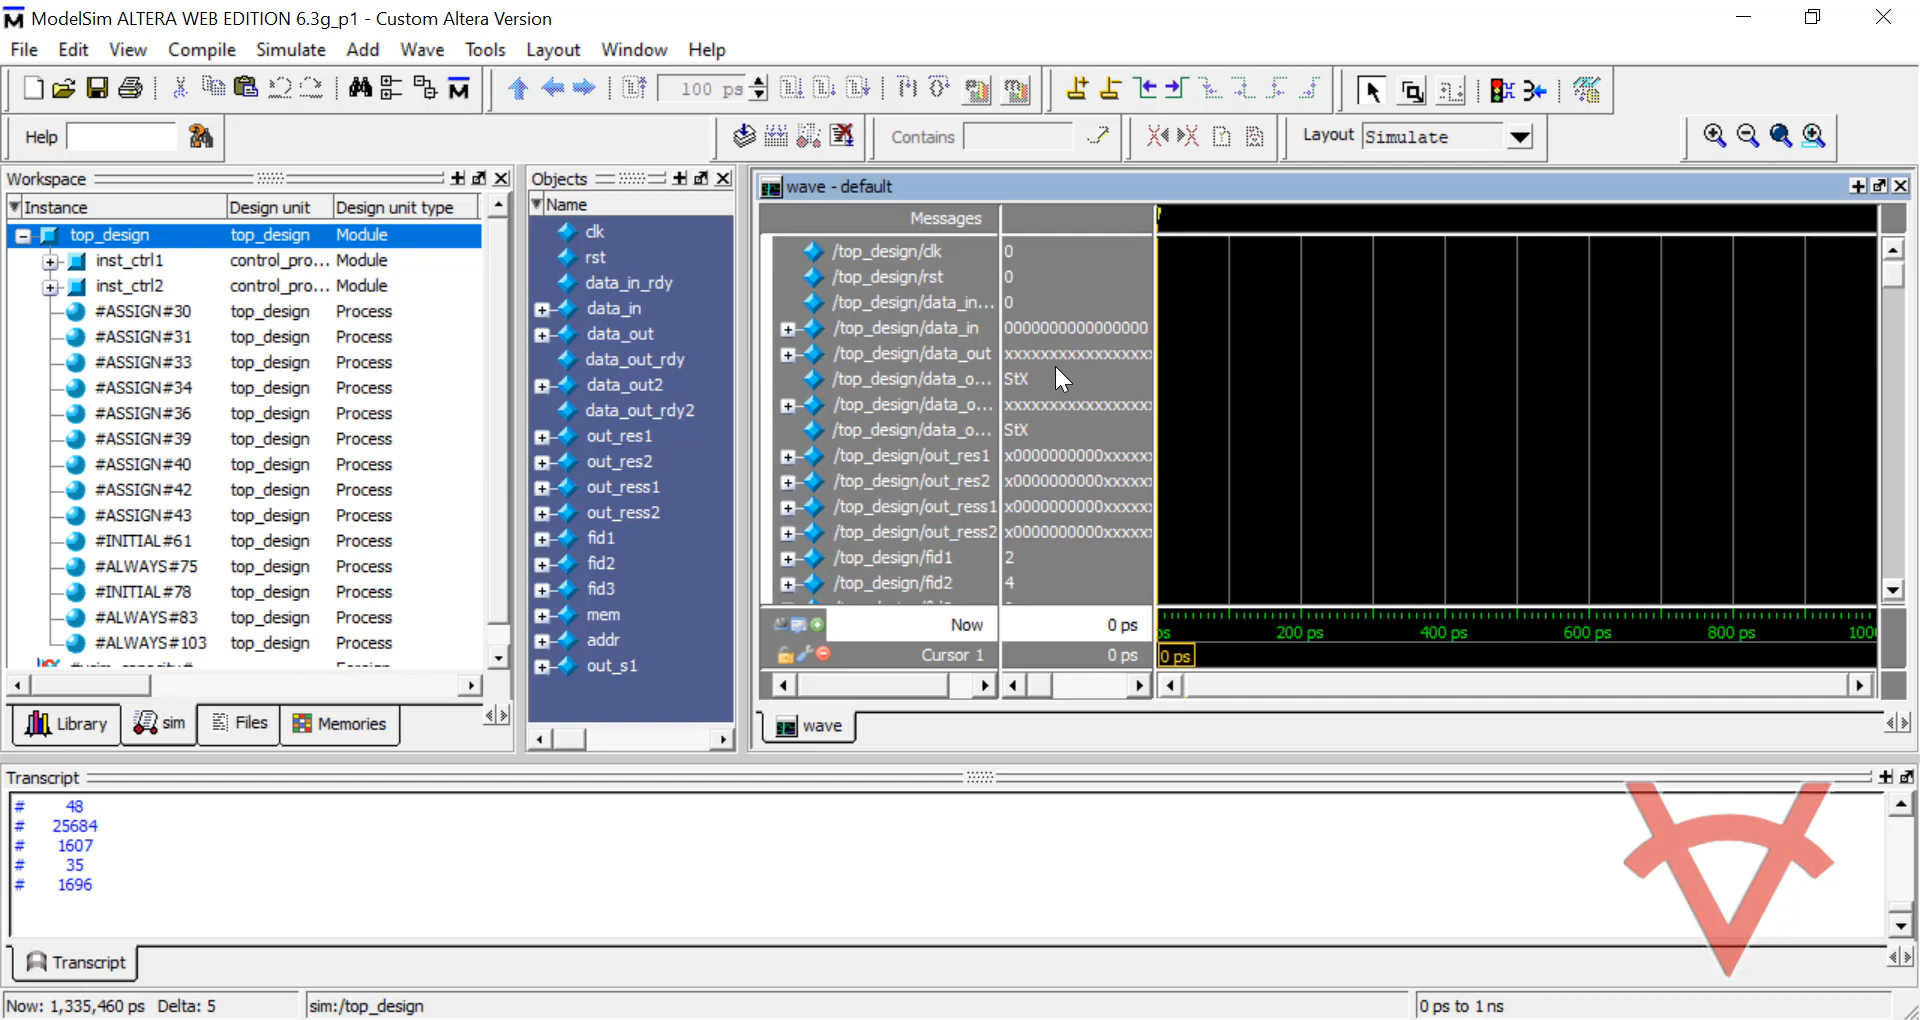 ModelSim ALTERA WEB EDITION 6.3g_p1 - Custom Altera Version
File Edit View Compile Simulate Add Wave Tools Layout Window Help
100 ps
Help
Contains
Layout Simulate
Workspace
Instance Design unit Design unit type
top_design top_design Module
inst_ctrl1 control_pro... Module
inst_ctrl2 control_pro... Module
#ASSIGN#30 top_design Process
#ASSIGN#31 top_design Process
#ASSIGN#33 top_design Process
#ASSIGN#34 top_design Process
#ASSIGN#36 top_design Process
#ASSIGN#39 top_design Process
#ASSIGN#40 top_design Process
#ASSIGN#42 top_design Process
#ASSIGN#43 top_design Process
#INITIAL#61 top_design Process
#ALWAYS#75 top_design Process
#INITIAL#78 top_design Process
#ALWAYS#83 top_design Process
#ALWAYS#103 top_design Process
Library sim Files Memories
Objects
Name
clk
rst
data_in_rdy
data_in
data_out
data_out_rdy
data_out2
data_out_rdy2
out_res1
out_res2
out_ress1
out_ress2
fid1
fid2
fid3
mem
addr
out_s1
wave - default
Messages
/top_design/clk 0
/top_design/rst 0
/top_design/data_in... 0
/top_design/data_in 0000000000000000
/top_design/data_out xxxxxxxxxxxxxxxx
/top_design/data_o... StX
/top_design/data_o... xxxxxxxxxxxxxxxx
/top_design/data_o... StX
/top_design/out_res1 x0000000000xxxxx
/top_design/out_res2 x0000000000xxxxx
/top_design/out_ress1 x0000000000xxxxx
/top_design/out_ress2 x0000000000xxxxx
/top_design/fid1 2
/top_design/fid2 4
Now 0 ps
ps 200 ps 400 ps 600 ps 800 ps 100
Cursor 1 0 ps
0 ps
wave
Transcript
# 48
# 25684
# 1607
# 35
# 1696
Transcript
Now: 1,335,460 ps Delta: 5
sim:/top_design
0 ps to 1 ns